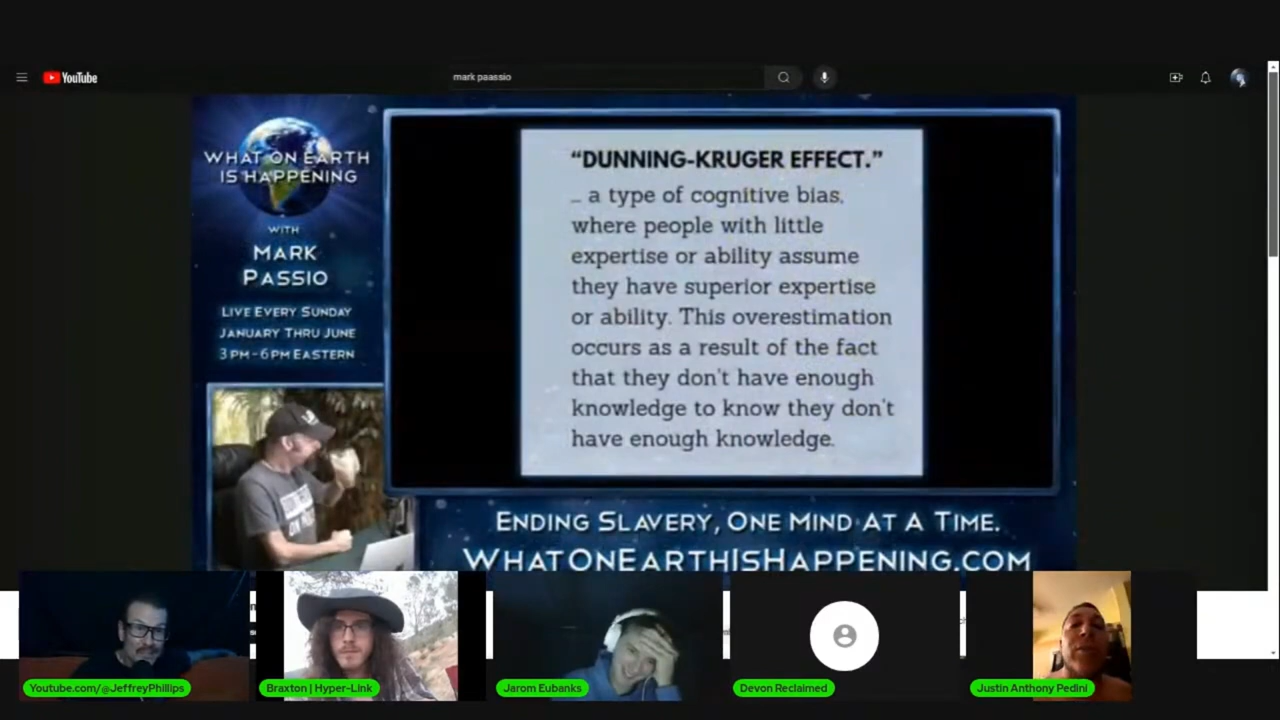 YouTube
mark paassio
WHAT ON EARTH
IS HAPPENING
WITH
MARK
PASSIO
LIVE EVERY SUNDAY
JANUARY THRU JUNE
3 PM - 6 PM EASTERN
“DUNNING-KRUGER EFFECT.”
... a type of cognitive bias,
where people with little
expertise or ability assume
they have superior expertise
or ability. This overestimation
occurs as a result of the fact
that they don't have enough
knowledge to know they don't
have enough knowledge.
ENDING SLAVERY, ONE MIND AT A TIME.
WHATONEARTHISHAPPENING.COM
Youtube.com/@JeffreyPhillips
Braxton | Hyper-Link
Jarom Eubanks
Devon Reclaimed
Justin Anthony Pedini